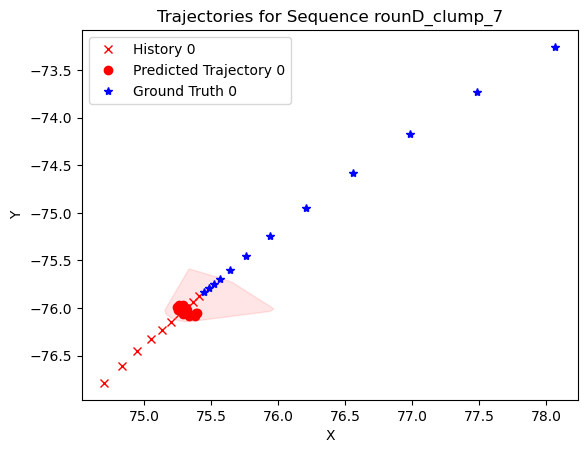 Trajectories for Sequence rounD_clump_7
History 0
Predicted Trajectory 0
Ground Truth 0
−73.5
−74.0
−74.5
−75.0
−75.5
−76.0
−76.5
Y
75.0 75.5 76.0 76.5 77.0 77.5 78.0
X